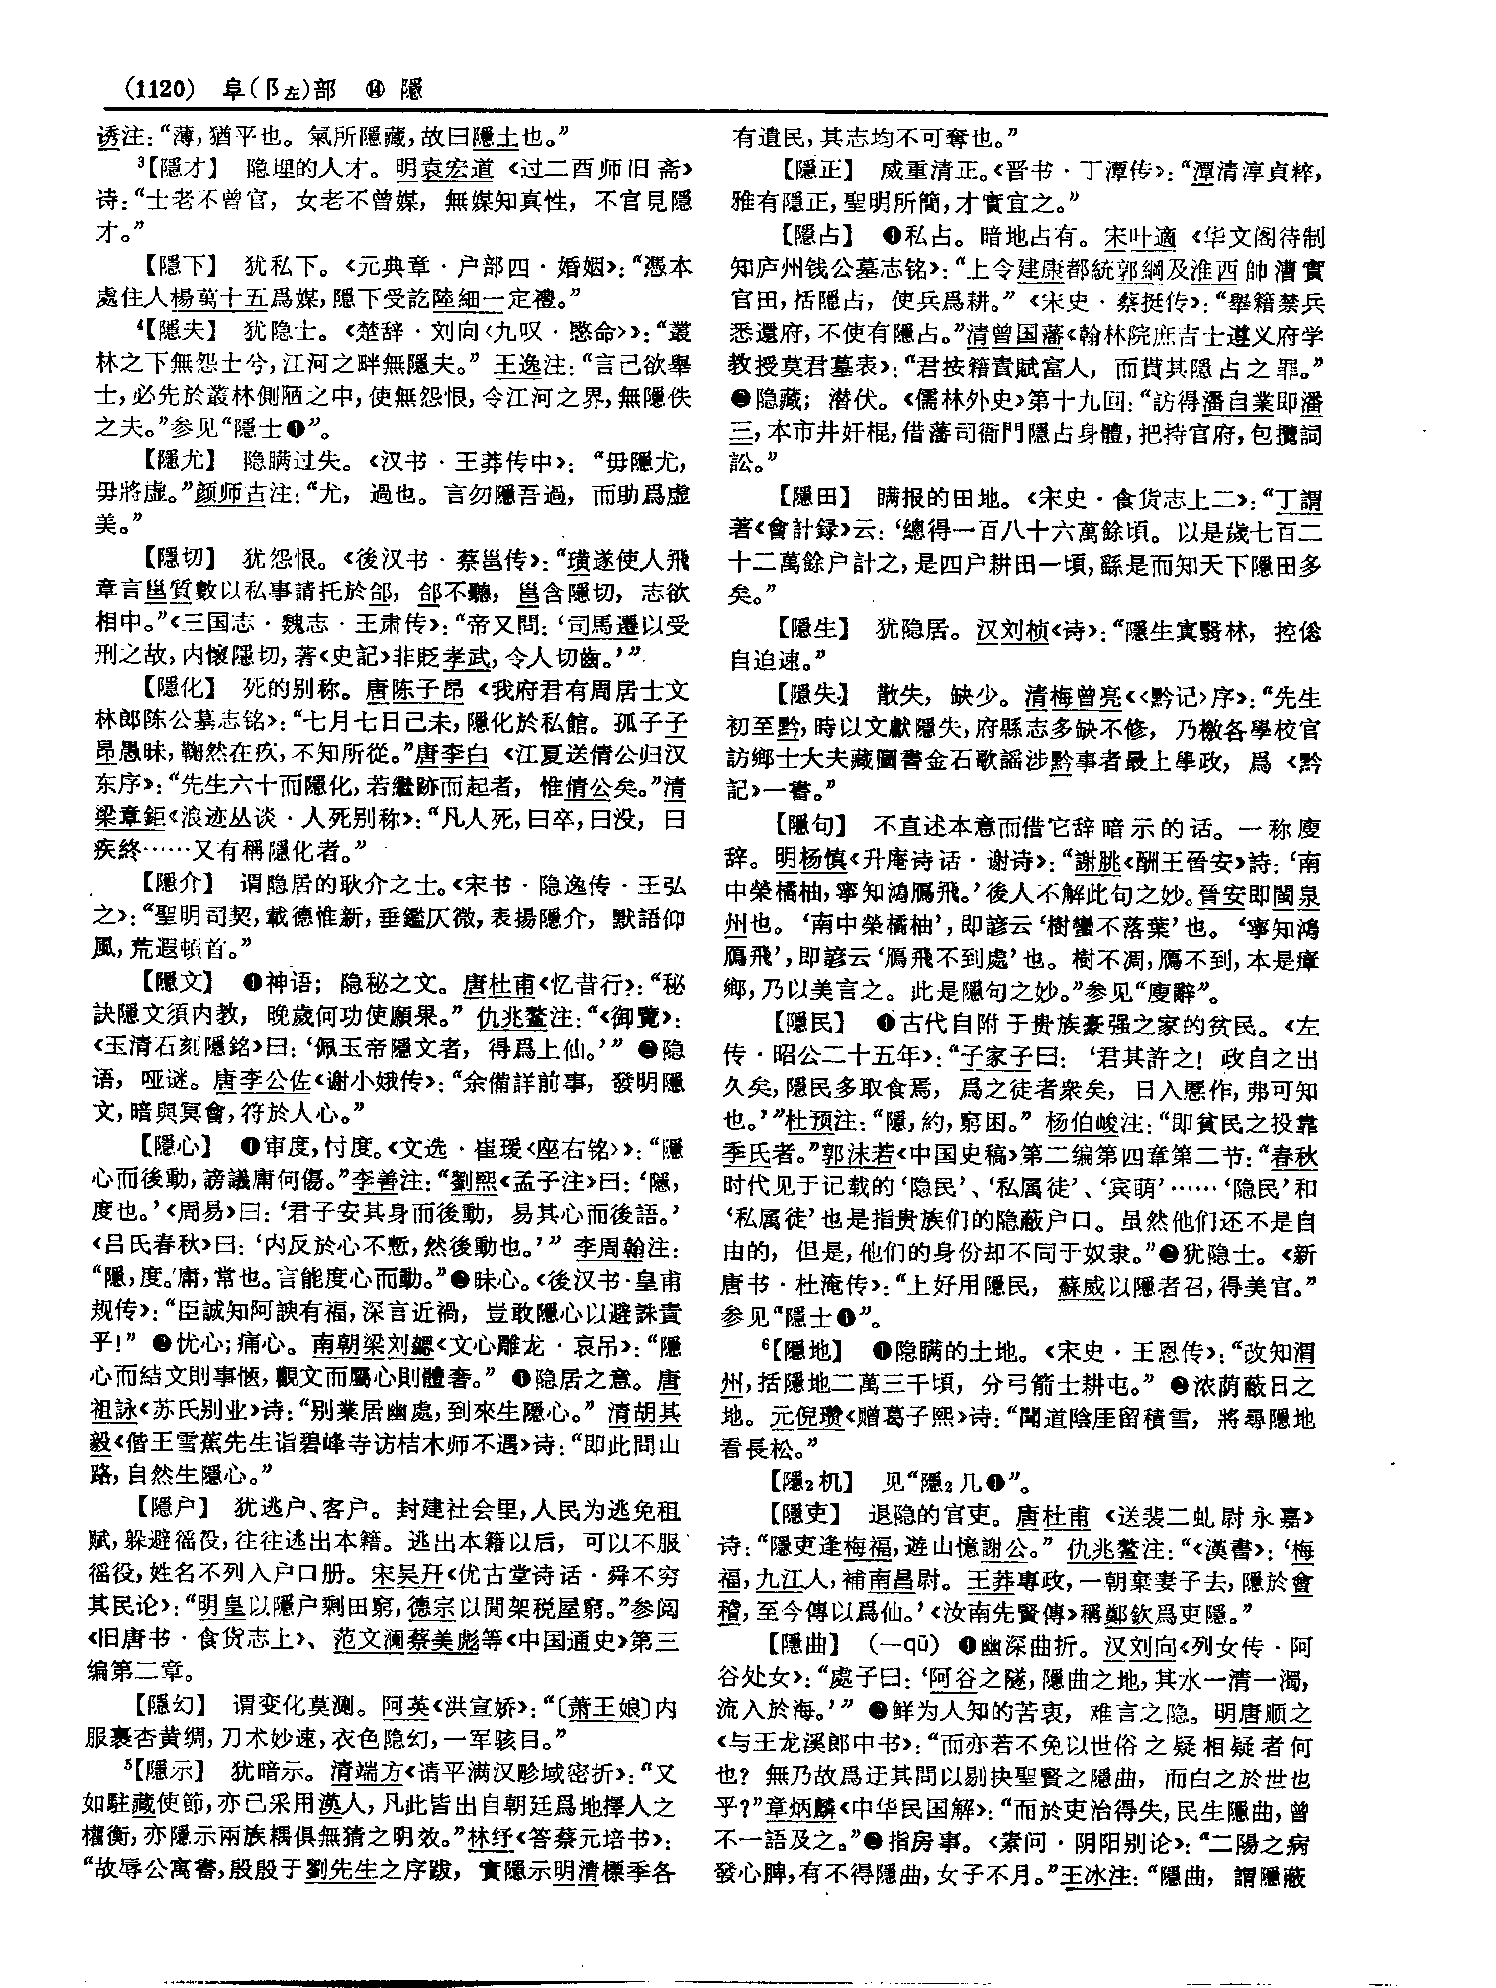 (1120) 阜(阝左)部 ⑭ 隱
诱注:“薄,猶平也。氣所隱藏,故曰隱土也。”
³【隱才】 隐埋的人才。明袁宏道《过二酉师旧斋》
诗:“士老不曾官, 女老不曾媒, 無媒知真性, 不官見隱
才。”
【隱下】 犹私下。《元典章·户部四·婚姻》:“憑本
處住人楊萬十五爲媒,隱下受訖陸細一定禮。”
⁴【隱夫】 犹隐士。《楚辞·刘向〈九叹·愍命〉》:“叢
林之下無怨士兮,江河之畔無隱夫。” 王逸注:“言己欲舉
士,必先於叢林側陋之中,使無怨恨,令江河之界,無隱佚
之夫。”参见“隱士❶”。
【隱尤】 隐瞒过失。《汉书·王莽传中》: “毋隱尤,
毋將虚。”颜师古注:“尤, 過也。言勿隱吾過, 而助爲虚
美。”
【隱切】 犹怨恨。《後汉书·蔡邕传》:“璜遂使人飛
章言邕質數以私事請托於郃, 郃不聽, 邕含隱切, 志欲
相中。”《三国志·魏志·王肃传》:“帝又問:‘司馬遷以受
刑之故,内懷隱切,著《史記》非貶孝武,令人切齒。’”
【隱化】 死的别称。唐陈子昂《我府君有周居士文
林郎陈公墓志铭》:“七月七日己未,隱化於私館。孤子子
昂愚昧,鞠然在疚,不知所從。”唐李白《江夏送倩公归汉
东序》:“先生六十而隱化,若繼跡而起者, 惟倩公矣。”清
梁章鉅《浪迹丛谈·人死别称》:“凡人死,曰卒,曰没, 曰
疾終……又有稱隱化者。”
【隱介】 谓隐居的耿介之士。《宋书·隐逸传·王弘
之》:“聖明司契,載德惟新,垂鑑仄微,表揚隱介, 默語仰
風,荒遐頓首。”
【隱文】 ❶神语; 隐秘之文。唐杜甫《忆昔行》:“秘
訣隱文須内教, 晚歲何功使願果。” 仇兆鳌注:“《御覽》:
《玉清石刻隱銘》曰:‘佩玉帝隱文者, 得爲上仙。’” ❷隐
语, 哑谜。唐李公佐《谢小娥传》:“余備詳前事, 發明隱
文,暗與冥會,符於人心。”
【隱心】 ❶审度,忖度。《文选·崔瑗〈座右铭〉》:“隱
心而後動,謗議庸何傷。”李善注:“劉熙《孟子注》曰:‘隱,
度也。’《周易》曰:‘君子安其身而後動, 易其心而後語。’
《吕氏春秋》曰:‘内反於心不慙,然後動也。’” 李周翰注:
“隱,度。庸,常也。言能度心而動。”❷昧心。《後汉书·皇甫
规传》:“臣誠知阿諛有福,深言近禍, 豈敢隱心以避誅責
乎!” ❸忧心;痛心。南朝梁刘勰《文心雕龙·哀吊》:“隱
心而結文則事愜,觀文而屬心則體奢。” ❹隐居之意。唐
祖詠《苏氏别业》诗:“别業居幽處,到來生隱心。” 清胡其
毅《偕王雪蕉先生诣碧峰寺访桔木师不遇》诗:“即此問山
路,自然生隱心。”
【隱户】 犹逃户、客户。封建社会里,人民为逃免租
赋,躲避徭役,往往逃出本籍。逃出本籍以后, 可以不服
徭役,姓名不列入户口册。宋吴幵《优古堂诗话·舜不穷
其民论》:“明皇以隱户剩田窮,德宗以間架税屋窮。”参阅
《旧唐书·食货志上》、范文澜蔡美彪等《中国通史》第三
编第二章。
【隱幻】 谓变化莫测。阿英《洪宣娇》:“〔萧王娘〕内
服裹杏黄绸,刀术妙速,衣色隐幻,一军骇目。”
⁵【隱示】 犹暗示。清端方《请平满汉畛域密折》:“又
如駐藏使節,亦已采用漢人,凡此皆出自朝廷爲地擇人之
權衡,亦隱示兩族耦俱無猜之明效。”林纾《答蔡元培书》:
“故辱公寓書,殷殷于劉先生之序跋, 實隱示明清標季各
有遺民,其志均不可奪也。”
【隱正】 威重清正。《晋书·丁潭传》:“潭清淳貞粹,
雅有隱正,聖明所簡,才實宜之。”
【隱占】 ❶私占。暗地占有。宋叶適《华文阁待制
知庐州钱公墓志铭》:“上令建康都統郭綱及淮西帥漕實
官田,括隱占, 使兵爲耕。”《宋史·蔡挺传》:“舉籍禁兵
悉還府,不使有隱占。”清曾国藩《翰林院庶吉士遵义府学
教授莫君墓表》:“君按籍責賦富人, 而貰其隱占之罪。”
❷隐藏; 潜伏。《儒林外史》第十九回:“訪得潘自業即潘
三,本市井奸棍,借藩司衙門隱占身體,把持官府,包攬詞
訟。”
【隱田】 瞒报的田地。《宋史·食货志上二》:“丁謂
著《會計録》云:‘總得一百八十六萬餘頃。以是歲七百二
十二萬餘户計之,是四户耕田一頃,繇是而知天下隱田多
矣。”
【隱生】 犹隐居。汉刘桢《诗》:“隱生寘翳林, 控偬
自迫速。”
【隱失】 散失, 缺少。清梅曾亮《〈黔记〉序》:“先生
初至黔,時以文獻隱失,府縣志多缺不修, 乃檄各學校官
訪鄉士大夫藏圖書金石歌謡涉黔事者最上學政, 爲《黔
記》一書。”
【隱句】 不直述本意而借它辞暗示的话。一称廋
辞。明杨慎《升庵诗话·谢诗》:“謝朓《酬王晉安》詩:‘南
中榮橘柚,寧知鴻鴈飛。’後人不解此句之妙。晉安即閩泉
州也。‘南中榮橘柚’,即諺云‘樹蠻不落葉’也。‘寧知鴻
鴈飛’,即諺云‘鴈飛不到處’也。樹不凋,鴈不到,本是瘴
鄉,乃以美言之。此是隱句之妙。”参见“廋辭”。
【隱民】 ❶古代自附于贵族豪强之家的贫民。《左
传·昭公二十五年》:“子家子曰: ‘君其許之! 政自之出
久矣,隱民多取食焉, 爲之徒者衆矣, 日入慝作,弗可知
也。’”杜预注:“隱,約,窮困。” 杨伯峻注:“即貧民之投靠
季氏者。”郭沫若《中国史稿》第二编第四章第二节:“春秋
时代见于记载的‘隐民’、‘私属徒’、‘宾萌’……‘隐民’和
‘私属徒’也是指贵族们的隐蔽户口。虽然他们还不是自
由的, 但是,他们的身份却不同于奴隶。”❷犹隐士。《新
唐书·杜淹传》:“上好用隱民, 蘇威以隱者召,得美官。”
参见“隱士❶”。
⁶【隱地】 ❶隐瞒的土地。《宋史·王恩传》:“改知渭
州,括隱地二萬三千頃, 分弓箭士耕屯。” ❷浓荫蔽日之
地。元倪瓒《赠葛子熙》诗:“聞道陰厓留積雪, 將尋隱地
看長松。”
【隱₂机】 见“隱₂几❶”。
【隱吏】 退隐的官吏。唐杜甫《送裴二虬尉永嘉》
诗:“隱吏逢梅福,遊山憶謝公。” 仇兆鳌注:“《漢書》:‘梅
福,九江人,補南昌尉。王莽專政,一朝棄妻子去,隱於會
稽,至今傳以爲仙。’《汝南先賢傳》稱鄭欽爲吏隱。”
【隱曲】 (一qū) ❶幽深曲折。汉刘向《列女传·阿
谷处女》:“處子曰:‘阿谷之隧,隱曲之地,其水一清一濁,
流入於海。’” ❷鲜为人知的苦衷, 难言之隐。明唐顺之
《与王龙溪郎中书》:“而亦若不免以世俗之疑相疑者何
也? 無乃故爲迂其問以剔抉聖賢之隱曲, 而白之於世也
乎?”章炳麟《中华民国解》:“而於吏治得失,民生隱曲,曾
不一語及之。”❸指房事。《素问·阴阳别论》:“二陽之病
發心脾,有不得隱曲,女子不月。”王冰注:“隱曲, 謂隱蔽